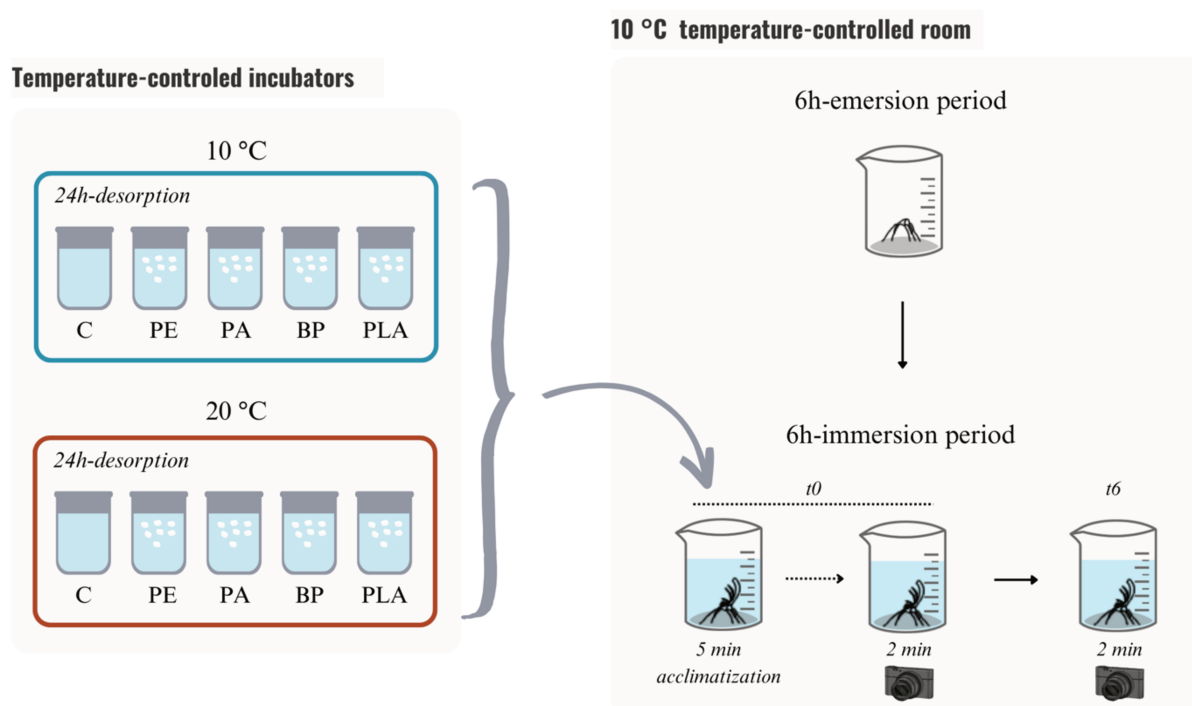 Temperature-controled incubators
10 °C
24h-desorption
C PE PA BP PLA
20 °C
24h-desorption
C PE PA BP PLA
10 °C temperature-controlled room
6h-emersion period
6h-immersion period
t0 t6
5 min 2 min 2 min
acclimatization